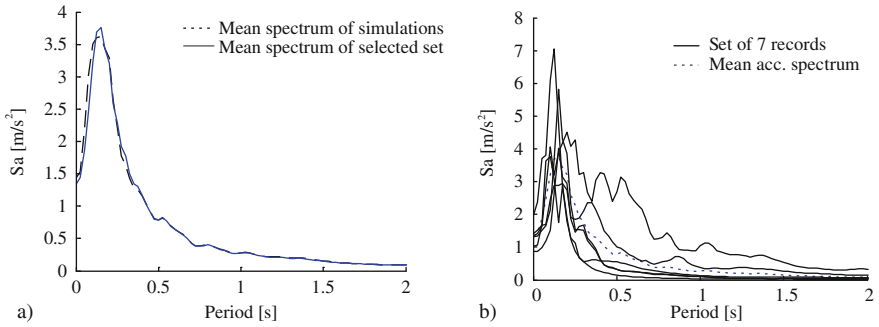 Mean spectrum of simulations
Mean spectrum of selected set
4
3.5
3
2.5
2
1.5
1
0.5
0
Sa [m/s²]
0
0.5
1
1.5
2
Period [s]
a)
Set of 7 records
Mean acc. spectrum
8
7
6
5
4
3
2
1
0
Sa [m/s²]
0
0.5
1
1.5
2
Period [s]
b)